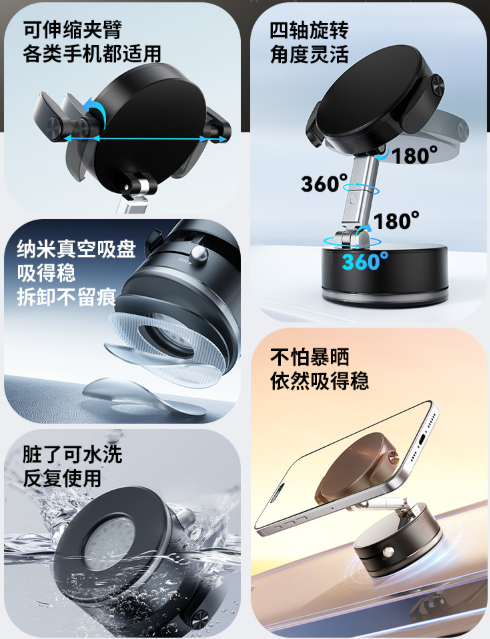 可伸缩夹臂
各类手机都适用
四轴旋转
角度灵活
180°
360°
180°
360°
纳米真空吸盘
吸得稳
拆卸不留痕
不怕暴晒
依然吸得稳
脏了可水洗
反复使用